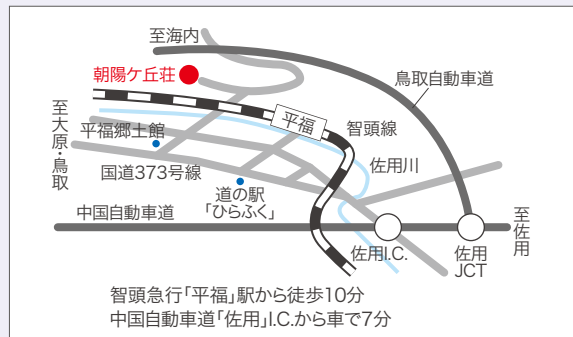 至海内
朝陽ケ丘荘
鳥取自動車道
至大原・鳥取
平福
智頭線
平福郷土館
佐用川
国道373号線
道の駅
「ひらふく」
中国自動車道
至佐用
佐用I.C.
佐用
JCT
智頭急行「平福」駅から徒歩10分
中国自動車道「佐用」I.C.から車で7分